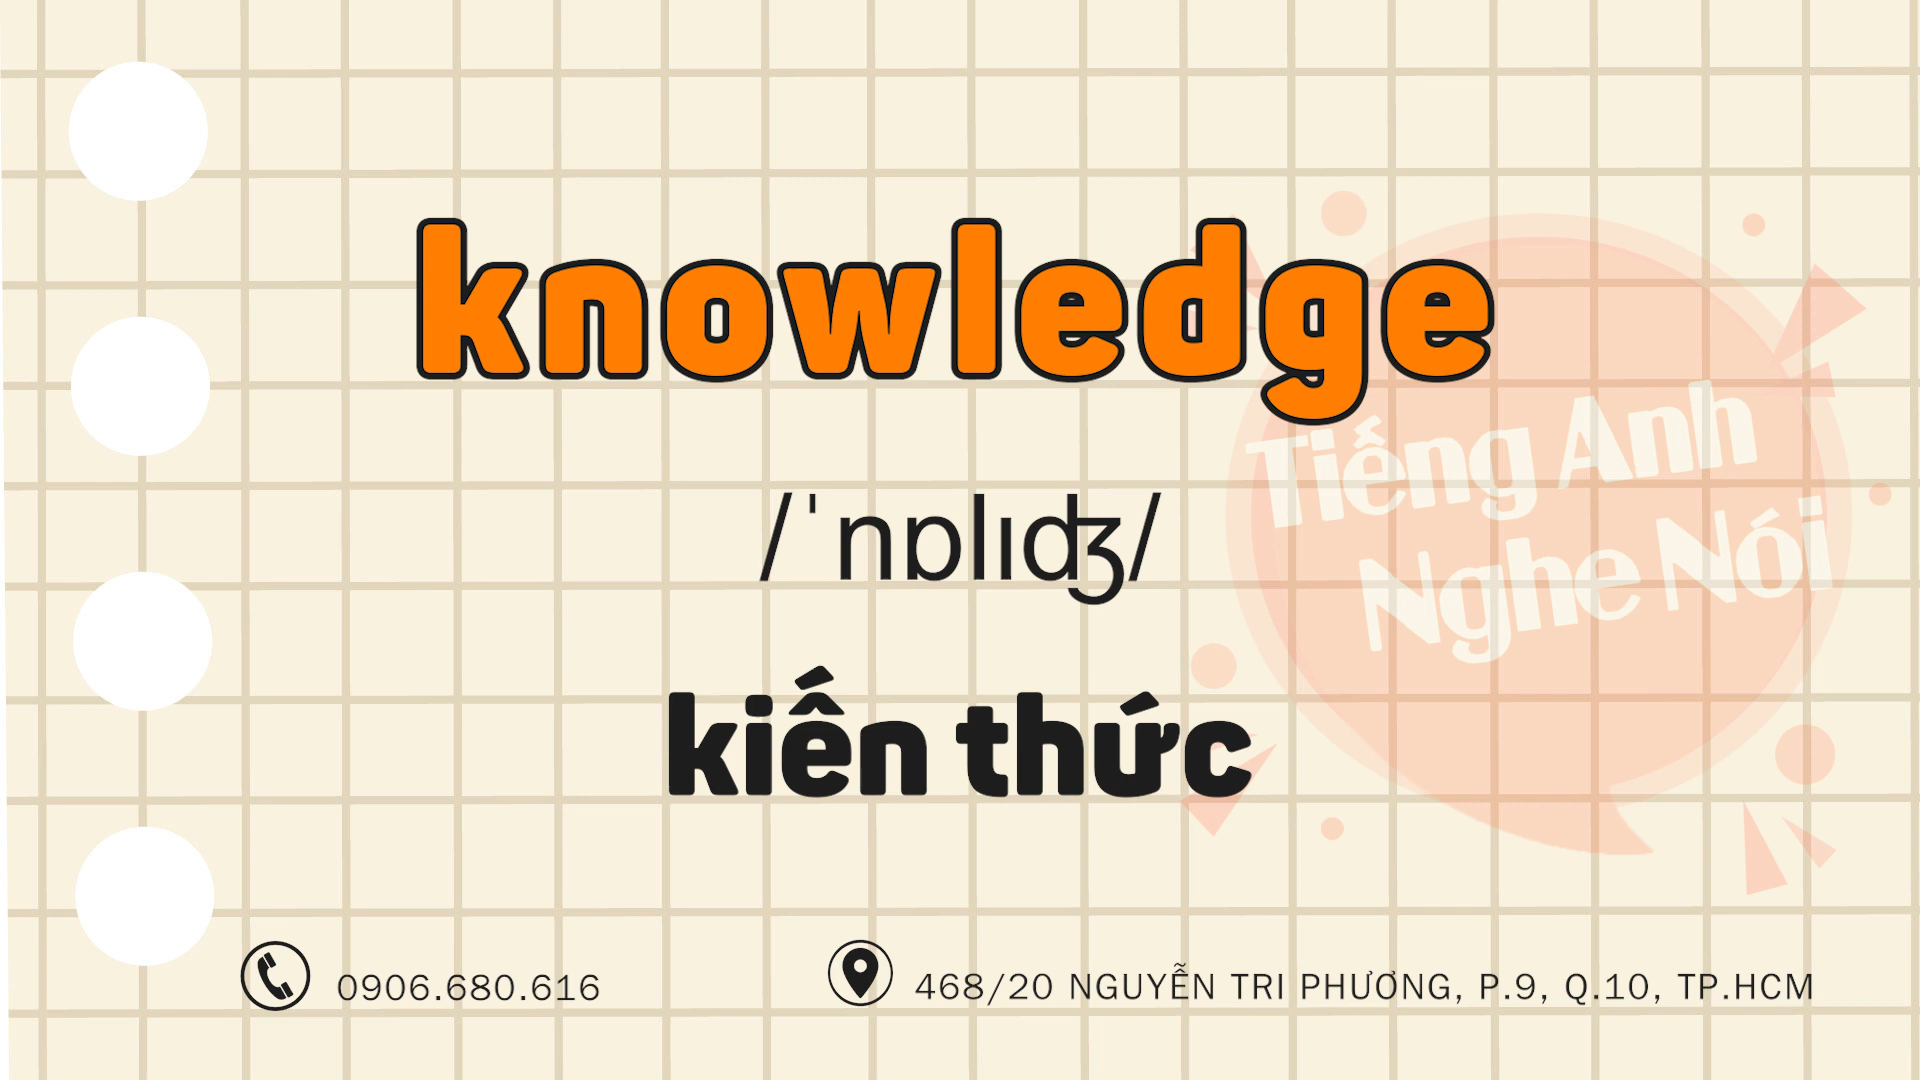 knowledge
/ˈnɒlɪʤ/
kiến thức
Tiếng Anh
Nghe Nói
0906.680.616
468/20 NGUYỄN TRI PHƯƠNG, P.9, Q.10, TP.HCM